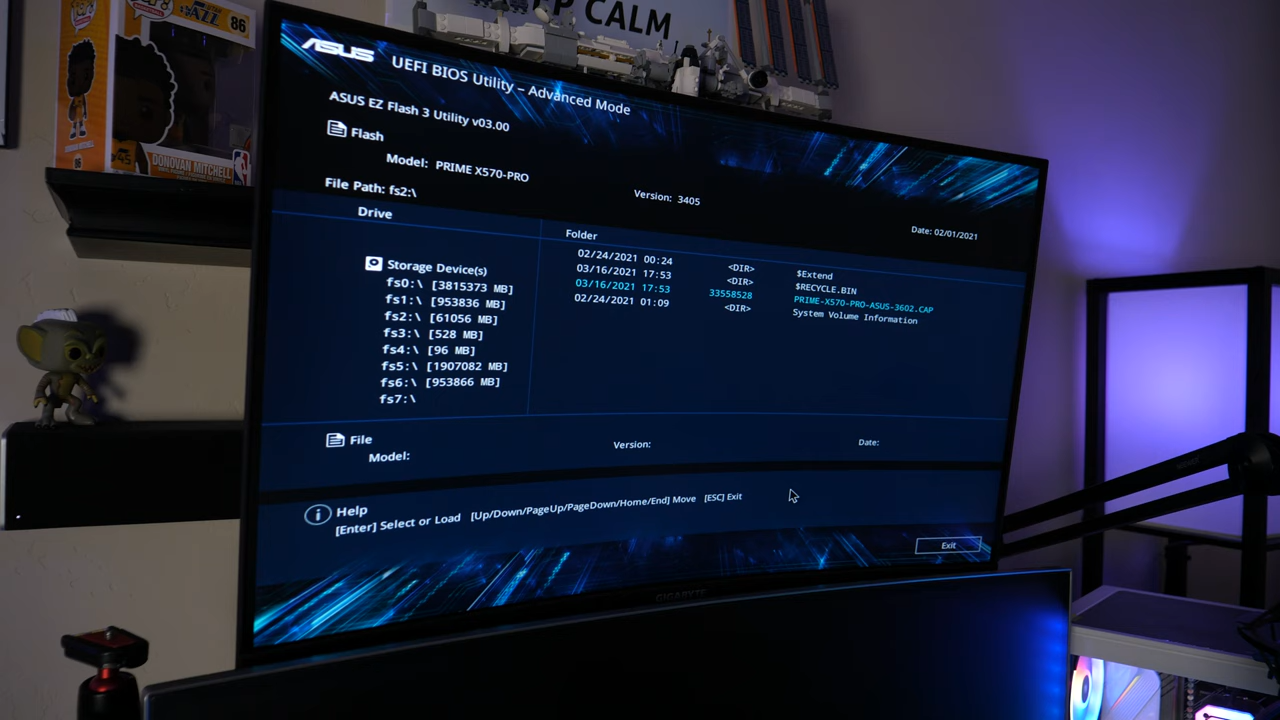 JAZZ 86
EP CALM
DONOVAN MITCHELL
45
ASUS UEFI BIOS Utility – Advanced Mode
ASUS EZ Flash 3 Utility v03.00
Flash
Model: PRIME X570-PRO Version: 3405 Date: 02/01/2021
File Path: fs2:\
Drive Folder
02/24/2021 00:24 <DIR> $Extend
03/16/2021 17:53 <DIR> $RECYCLE.BIN
03/16/2021 17:53 33558528 PRIME-X570-PRO-ASUS-3602.CAP
02/24/2021 01:09 <DIR> System Volume Information
Storage Device(s)
fs0:\ [3815373 MB]
fs1:\ [953836 MB]
fs2:\ [61056 MB]
fs3:\ [528 MB]
fs4:\ [96 MB]
fs5:\ [1907082 MB]
fs6:\ [953866 MB]
fs7:\
File
Model: Version: Date:
Help
[Enter] Select or Load [Up/Down/PageUp/PageDown/Home/End] Move [ESC] Exit
Exit
GIGABYTE